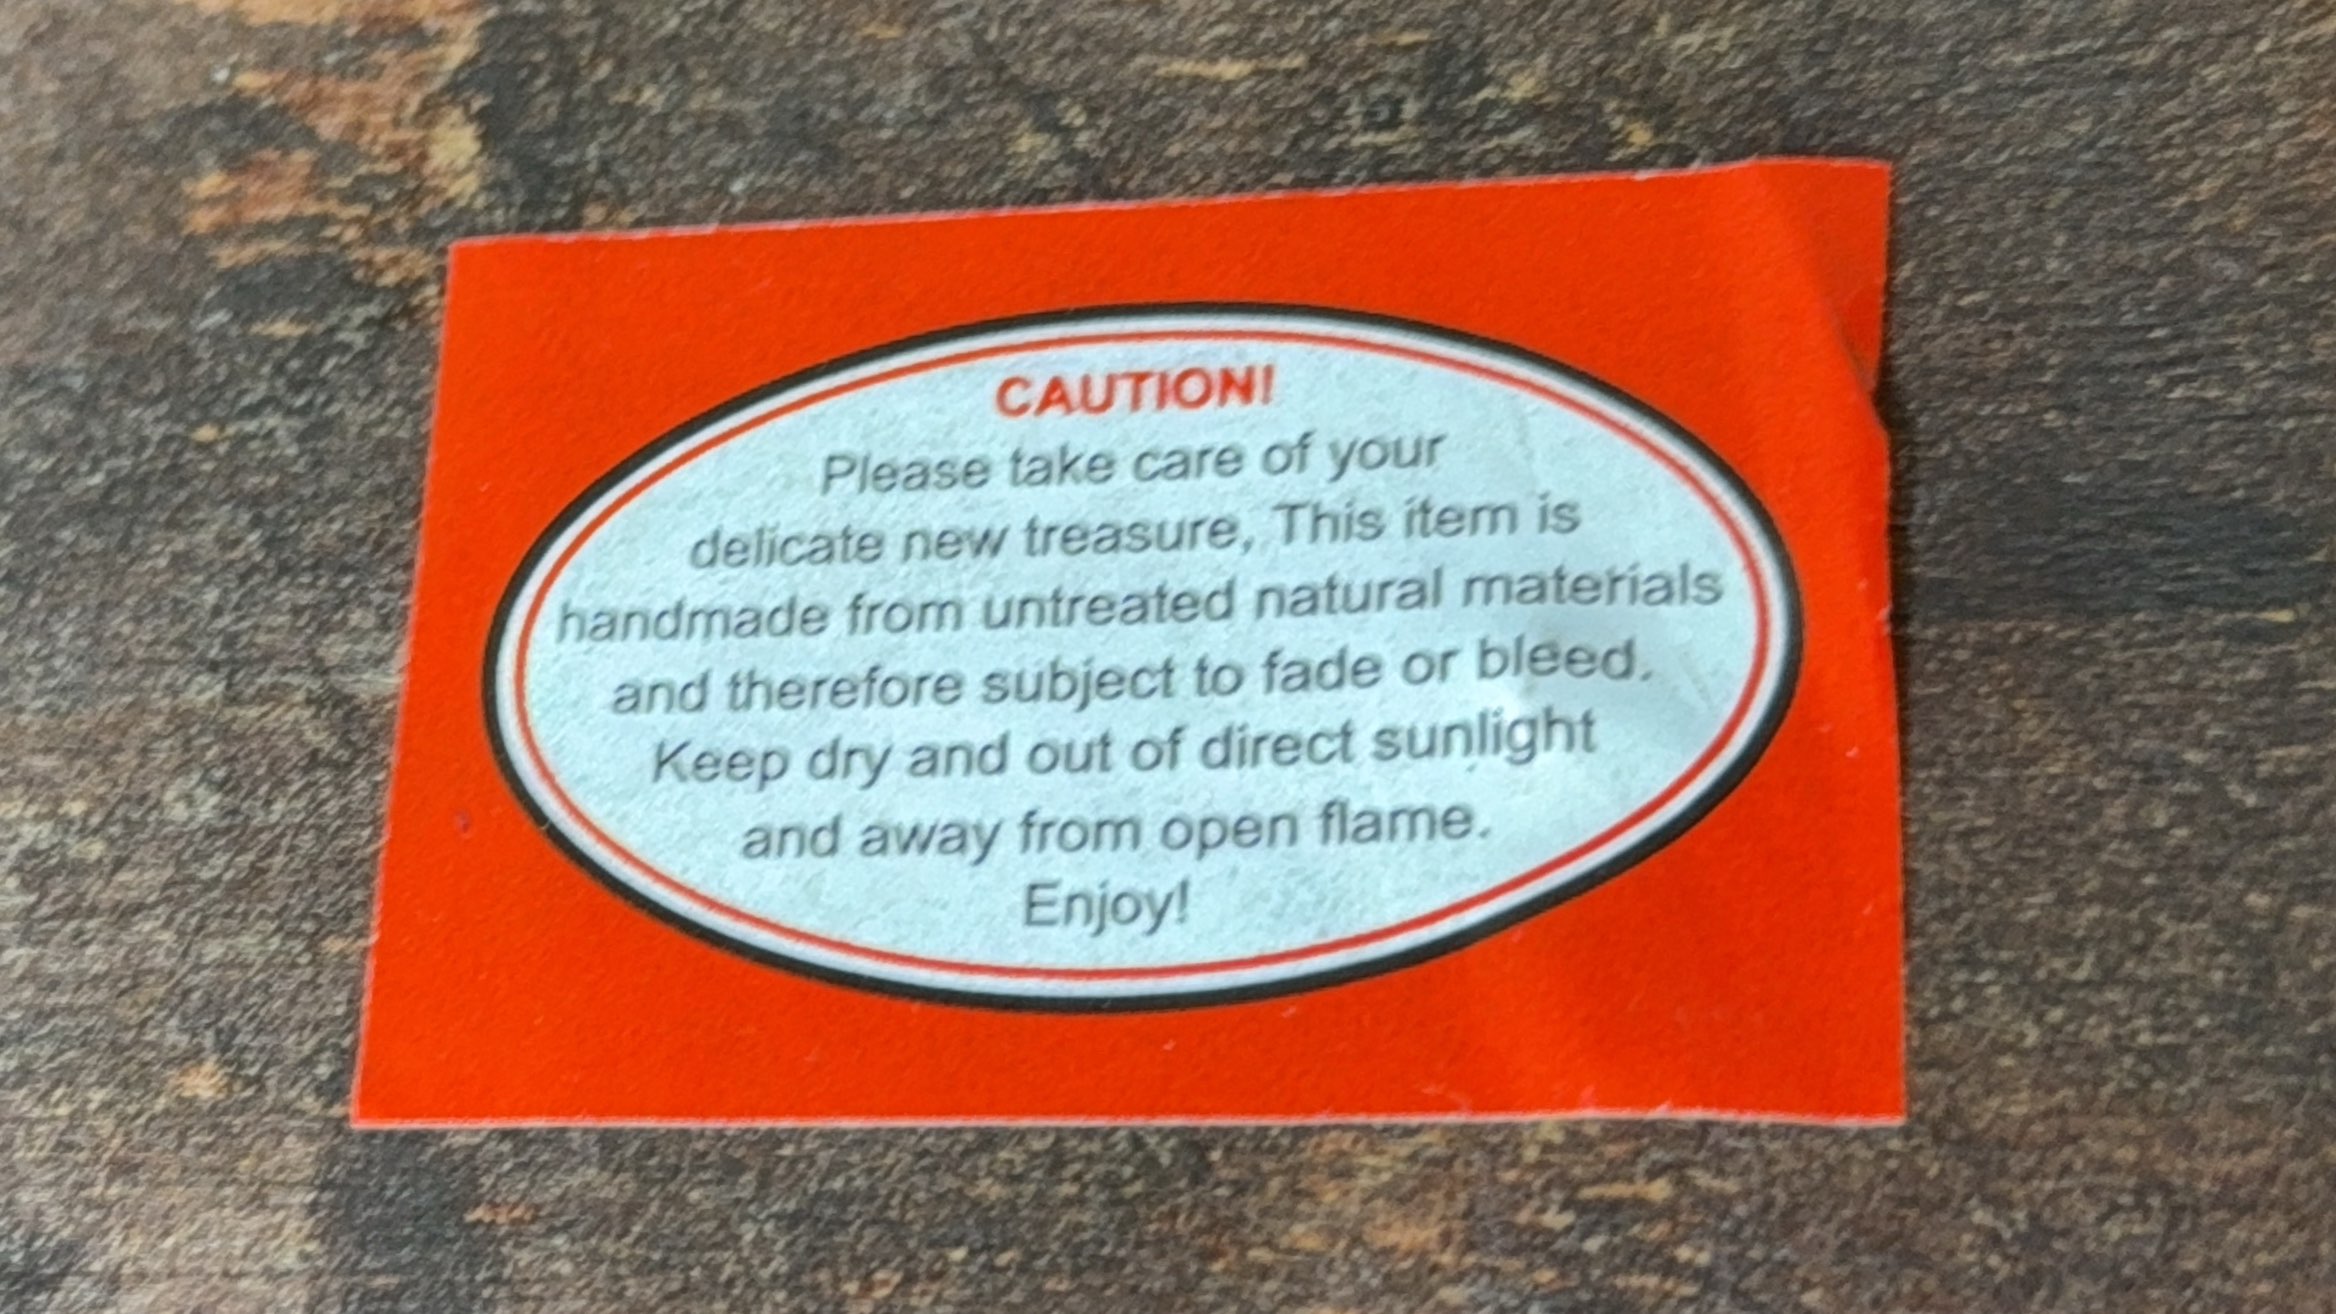 CAUTION!
Please take care of your
delicate new treasure, This item is
handmade from untreated natural materials
and therefore subject to fade or bleed.
Keep dry and out of direct sunlight
and away from open flame.
Enjoy!